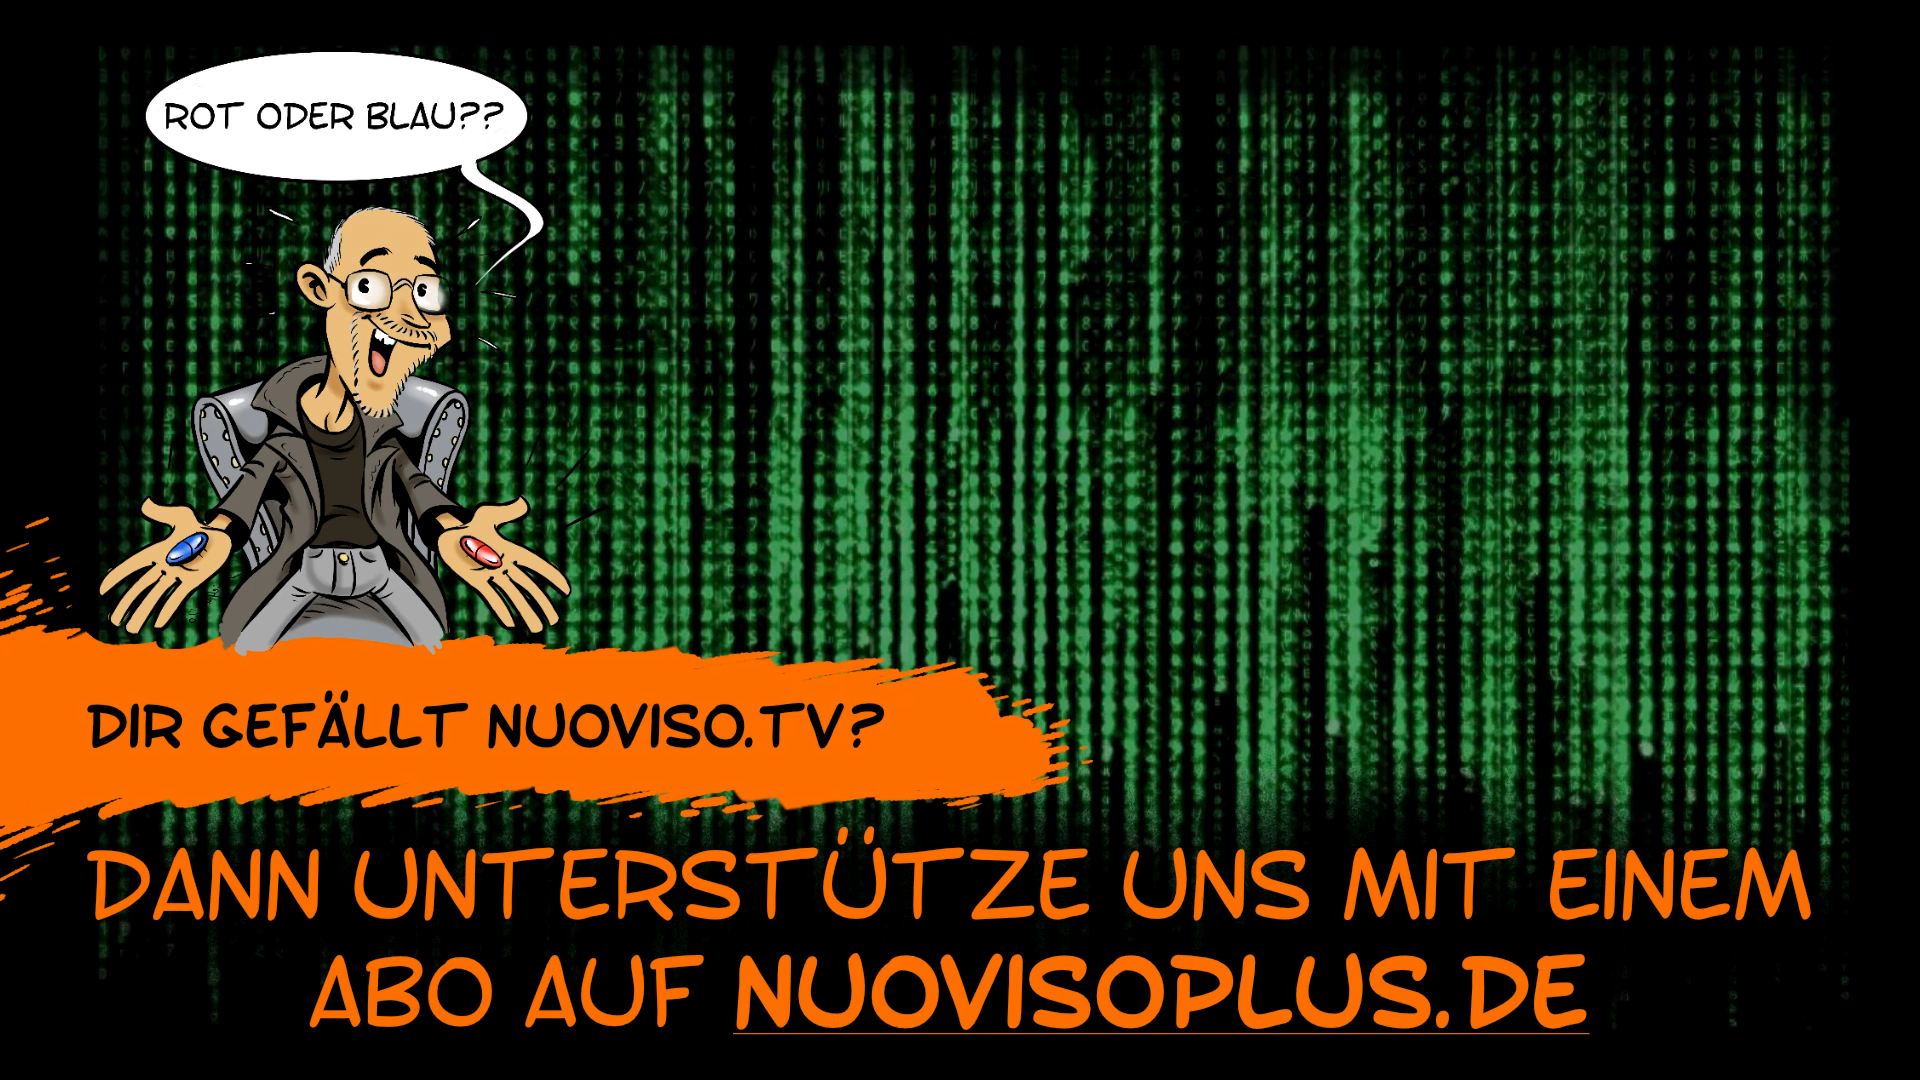 ROT ODER BLAU??
DIR GEFÄLLT NUOVISO.TV?
DANN UNTERSTÜTZE UNS MIT EINEM
ABO AUF NUOVISOPLUS.DE